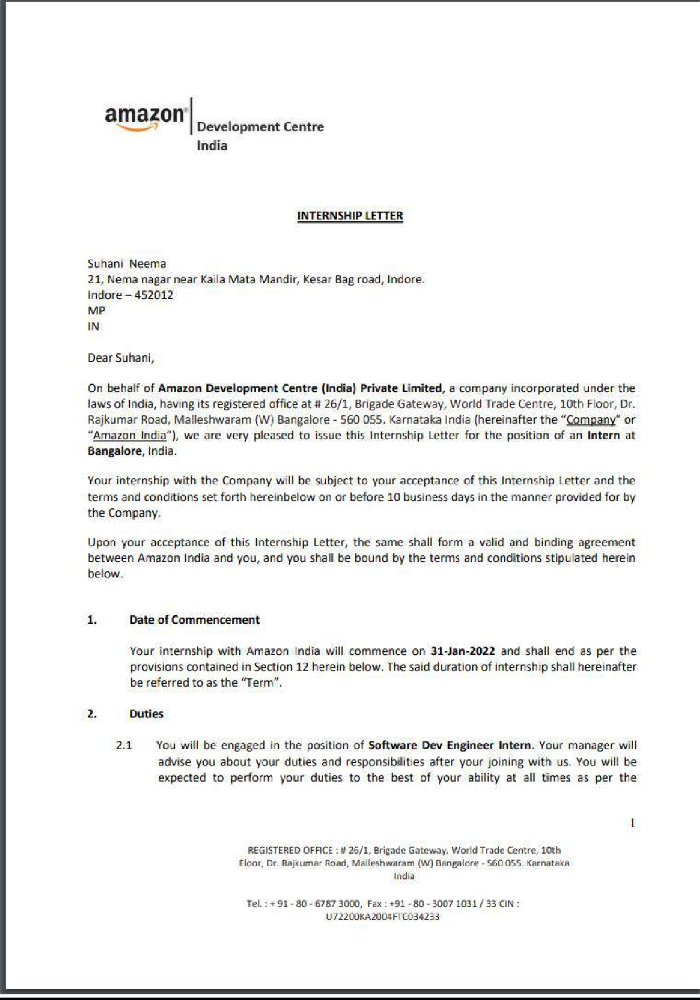 amazon®
Development Centre
India
INTERNSHIP LETTER
Suhani Neema
21, Nema nagar near Kaila Mata Mandir, Kesar Bag road, Indore.
Indore – 452012
MP
IN
Dear Suhani,
On behalf of Amazon Development Centre (India) Private Limited, a company incorporated under the
laws of India, having its registered office at # 26/1, Brigade Gateway, World Trade Centre, 10th Floor, Dr.
Rajkumar Road, Malleshwaram (W) Bangalore - 560 055. Karnataka India (hereinafter the “Company” or
“Amazon India”), we are very pleased to issue this Internship Letter for the position of an Intern at
Bangalore, India.
Your internship with the Company will be subject to your acceptance of this Internship Letter and the
terms and conditions set forth hereinbelow on or before 10 business days in the manner provided for by
the Company.
Upon your acceptance of this Internship Letter, the same shall form a valid and binding agreement
between Amazon India and you, and you shall be bound by the terms and conditions stipulated herein
below.
1. Date of Commencement
Your internship with Amazon India will commence on 31-Jan-2022 and shall end as per the
provisions contained in Section 12 herein below. The said duration of internship shall hereinafter
be referred to as the “Term”.
2. Duties
2.1 You will be engaged in the position of Software Dev Engineer Intern. Your manager will
advise you about your duties and responsibilities after your joining with us. You will be
expected to perform your duties to the best of your ability at all times as per the
1
REGISTERED OFFICE : # 26/1, Brigade Gateway, World Trade Centre, 10th
Floor, Dr. Rajkumar Road, Malleshwaram (W) Bangalore - 560 055. Karnataka
India
Tel. : + 91 - 80 - 6787 3000, Fax : +91 - 80 - 3007 1031 / 33 CIN :
U72200KA2004FTC034233